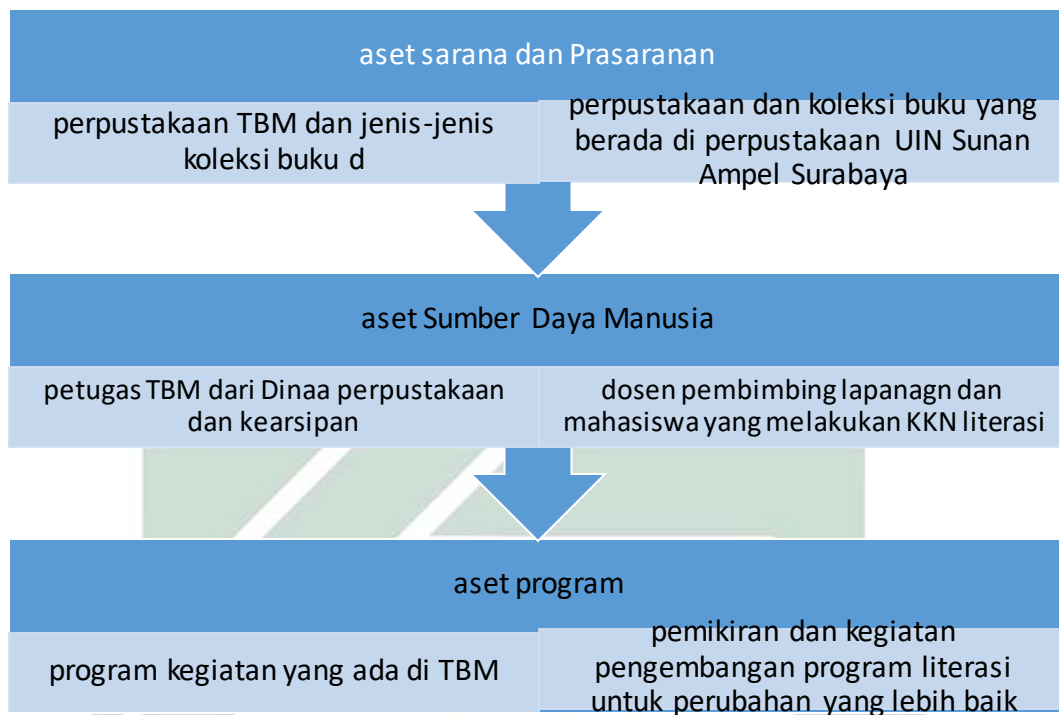 aset sarana dan Prasaranan
perpustakaan TBM dan jenis-jenis
koleksi buku d
perpustakaan dan koleksi buku yang
berada di perpustakaan UIN Sunan
Ampel Surabaya
aset Sumber Daya Manusia
petugas TBM dari Dinaa perpustakaan
dan kearsipan
dosen pembimbing lapanagn dan
mahasiswa yang melakukan KKN literasi
aset program
program kegiatan yang ada di TBM
pemikiran dan kegiatan
pengembangan program literasi
untuk perubahan yang lebih baik